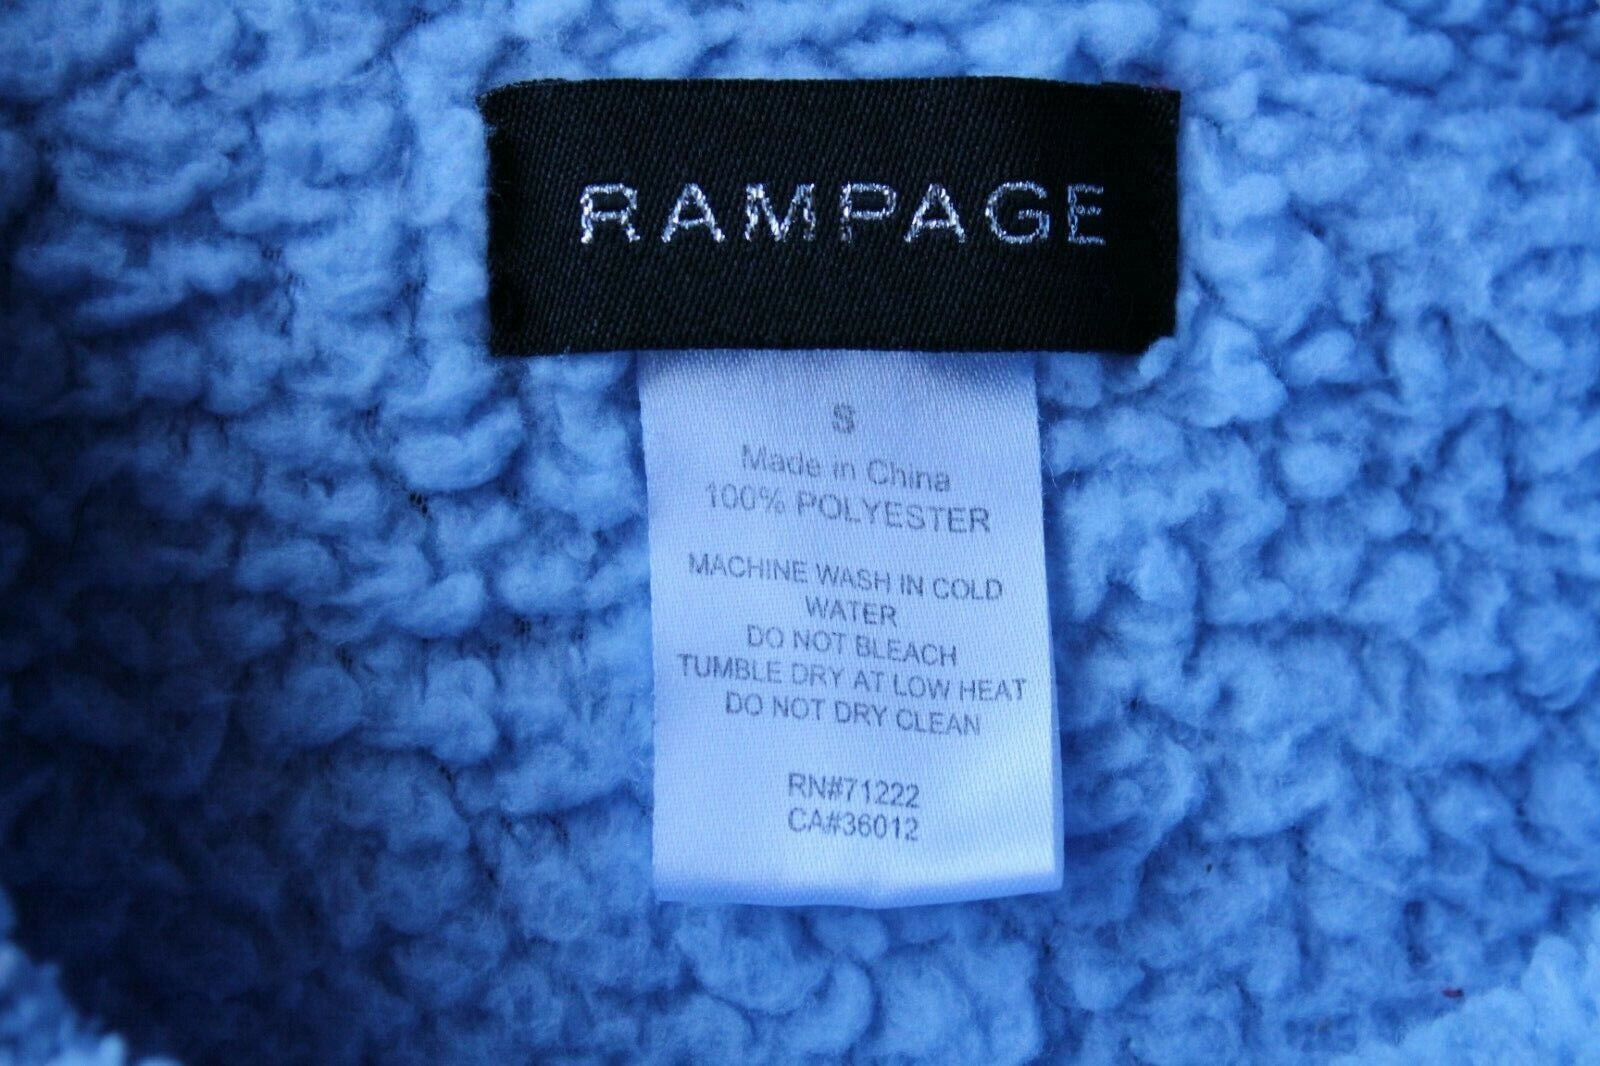 RAMPAGE
S
Made in China
100% POLYESTER
MACHINE WASH IN COLD
WATER
DO NOT BLEACH
TUMBLE DRY AT LOW HEAT
DO NOT DRY CLEAN
RN#71222
CA#36012